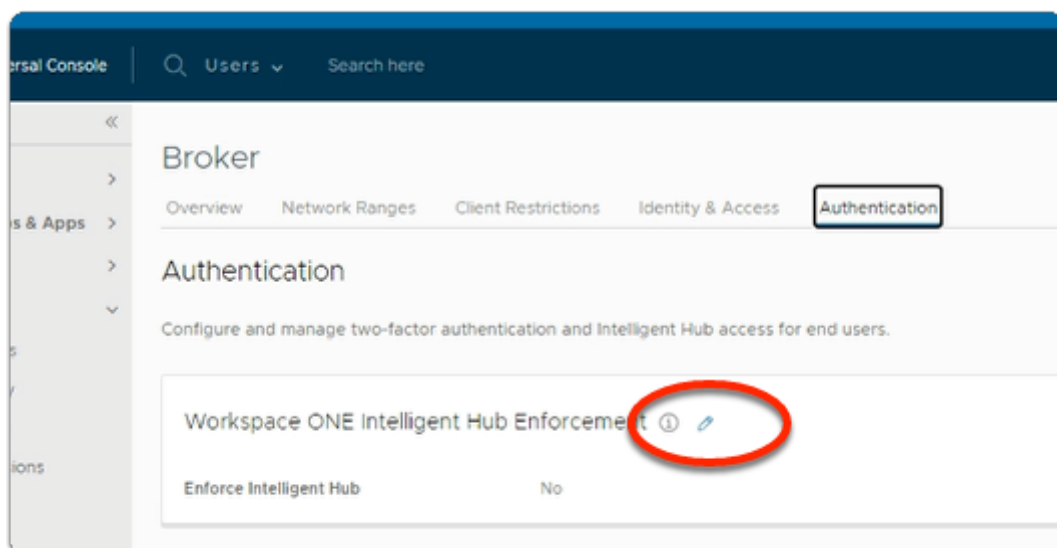 ersal Console
Users
Search here
Broker
s & Apps
Overview Network Ranges Client Restrictions Identity & Access Authentication
Authentication
Configure and manage two-factor authentication and Intelligent Hub access for end users.
Workspace ONE Intelligent Hub Enforcement
ions
Enforce Intelligent Hub No